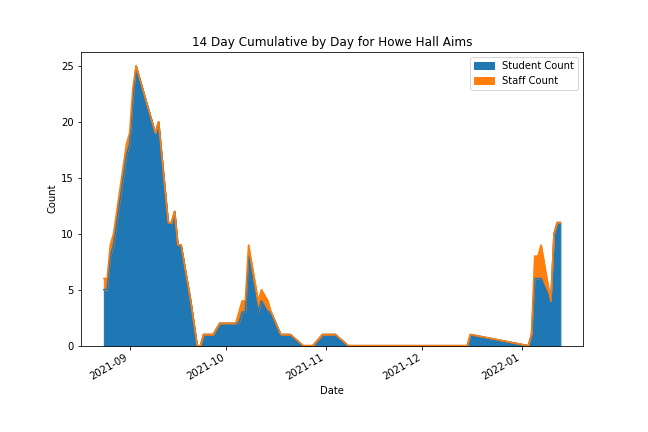 14 Day Cumulative by Day for Howe Hall Aims
Student Count
Staff Count
25
20
15
10
5
0
Count
2021-09
2021-10
2021-11
2021-12
2022-01
Date